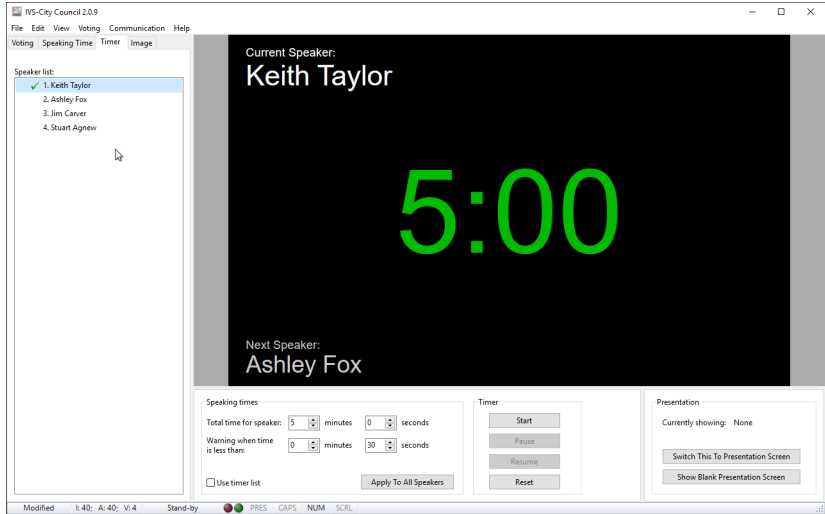 IVS-City Council 2.0.9
File Edit View Voting Communication Help
Voting Speaking Time Timer Image
Speaker list:
1. Keith Taylor
2. Ashley Fox
3. Jim Carver
4. Stuart Agnew
Current Speaker:
Keith Taylor
5:00
Next Speaker:
Ashley Fox
Speaking times
Total time for speaker: 5 minutes 0 seconds
Warning when time
is less than: 0 minutes 30 seconds
Use timer list
Apply To All Speakers
Timer
Start
Pause
Resume
Reset
Presentation
Currently showing: None
Switch This To Presentation Screen
Show Blank Presentation Screen
Modified I: 40; A: 40; V: 4 Stand-by PRES CAPS NUM SCRL